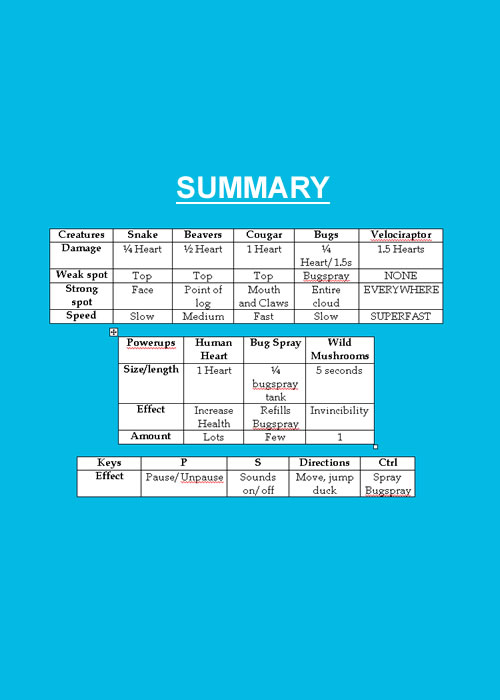 SUMMARY
Creatures Snake Beavers Cougar Bugs Velociraptor
Damage ¼ Heart ½ Heart 1 Heart ¼ 1.5 Hearts
Heart/1.5s
Weak spot Top Top Top Bugspray NONE
Strong Face Point of Mouth Entire EVERYWHERE
spot log and Claws cloud
Speed Slow Medium Fast Slow SUPERFAST
Powerups Human Bug Spray Wild
Heart Mushrooms
Size/length 1 Heart ¼ 5 seconds
bugspray
tank
Effect Increase Refills Invincibility
Health Bugspray
Amount Lots Few 1
Keys P S Directions Ctrl
Effect Pause/Unpause Sounds Move, jump Spray
on/off duck Bugspray